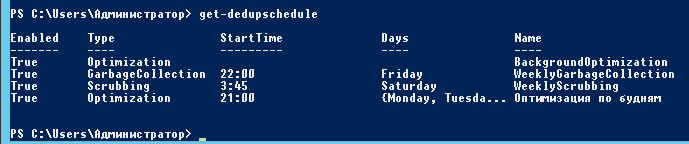 PS C:\Users\Администратор> get-dedupschedule
Enabled Type StartTime Days Name
------- ---- --------- ---- ----
True Optimization BackgroundOptimization
True GarbageCollection 22:00 Friday WeeklyGarbageCollection
True Scrubbing 3:45 Saturday WeeklyScrubbing
True Optimization 21:00 {Monday, Tuesda... Оптимизация по будням
PS C:\Users\Администратор>